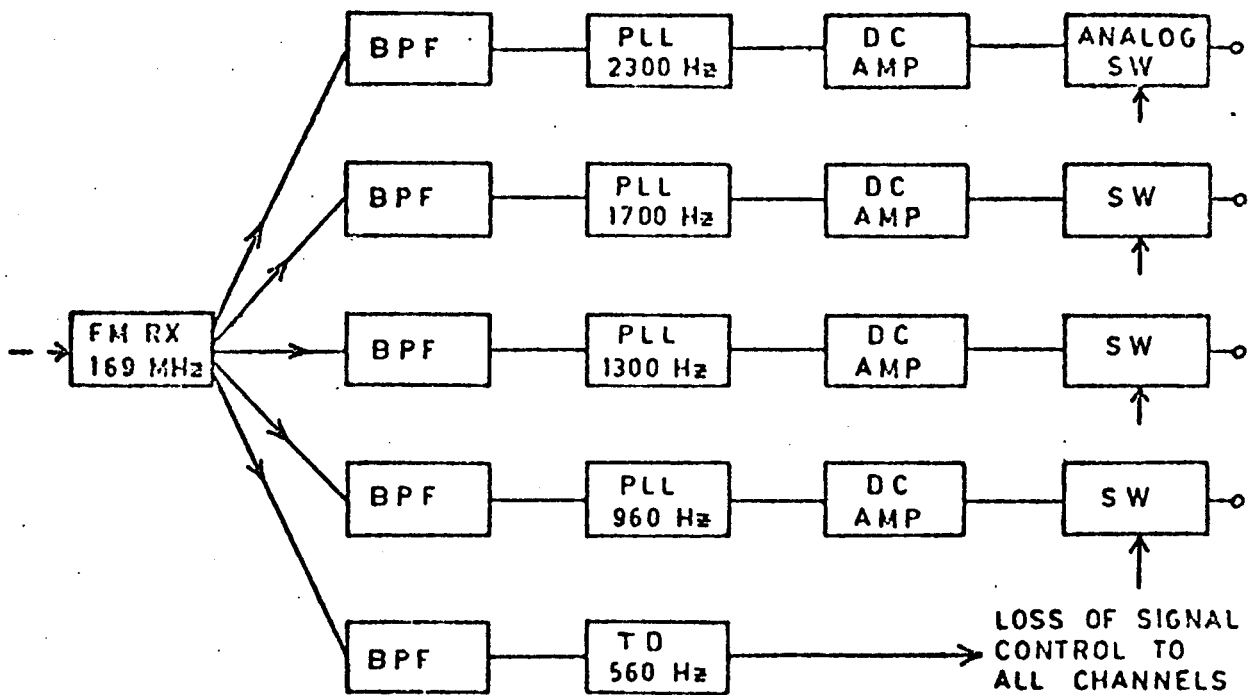 BPF
PLL
2300 Hz
DC
AMP
ANALOG
SW
BPF
PLL
1700 Hz
DC
AMP
SW
FM RX
169 MHz
BPF
PLL
1300 Hz
DC
AMP
SW
BPF
PLL
960 Hz
DC
AMP
SW
BPF
TD
560 Hz
LOSS OF SIGNAL
CONTROL TO
ALL CHANNELS